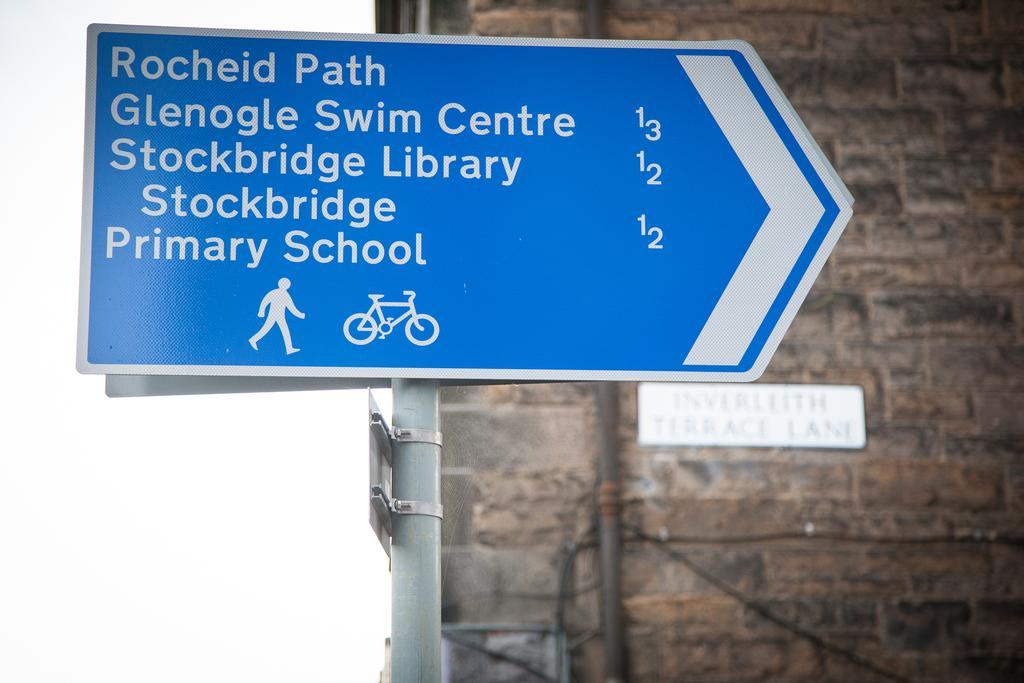 Rocheid Path
Glenogle Swim Centre 1/3
Stockbridge Library 1/2
Stockbridge
Primary School 1/2
INVERLEITH
TERRACE LANE